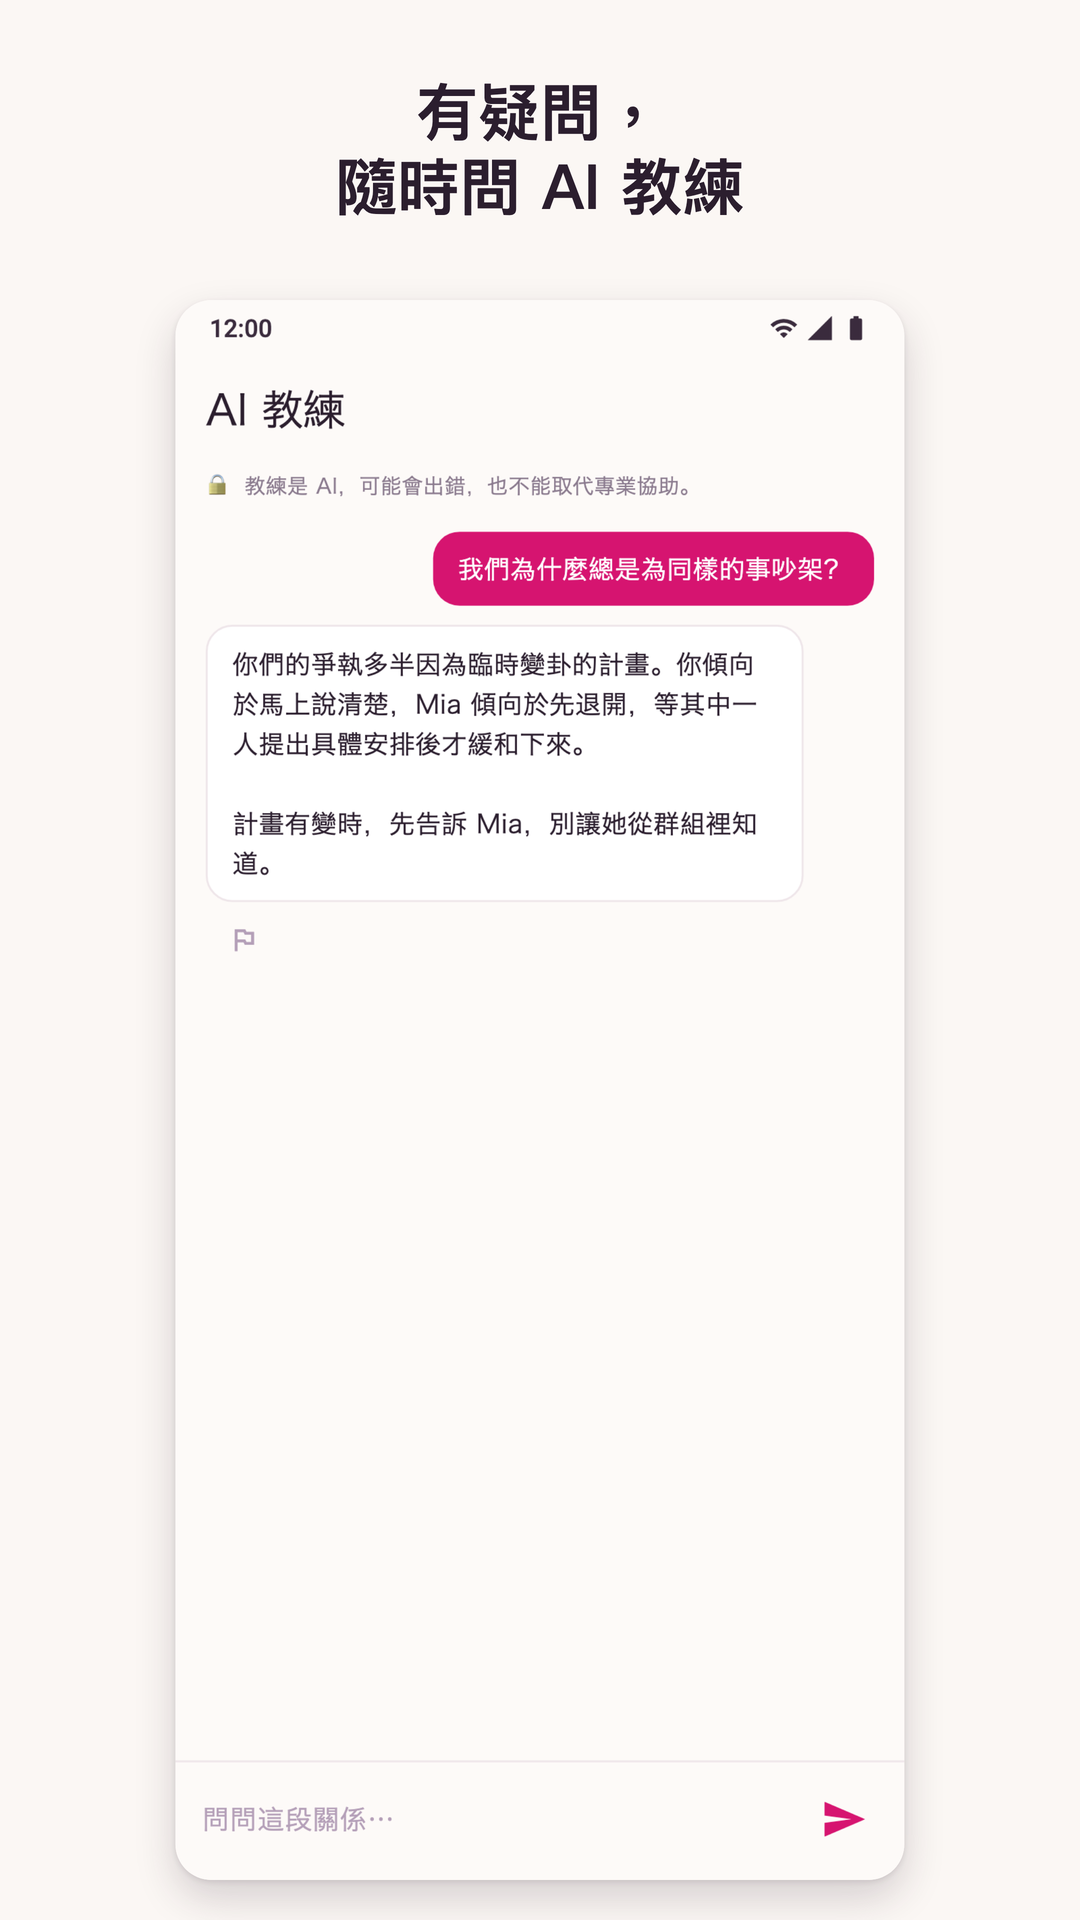 有疑問，
隨時問 AI 教練
12:00
AI 教練
教練是 AI，可能會出錯，也不能取代專業協助。
我們為什麼總是為同樣的事吵架？
你們的爭執多半因為臨時變卦的計畫。你傾向
於馬上說清楚，Mia 傾向於先退開，等其中一
人提出具體安排後才緩和下來。
計畫有變時，先告訴 Mia，別讓她從群組裡知
道。
問問這段關係⋯